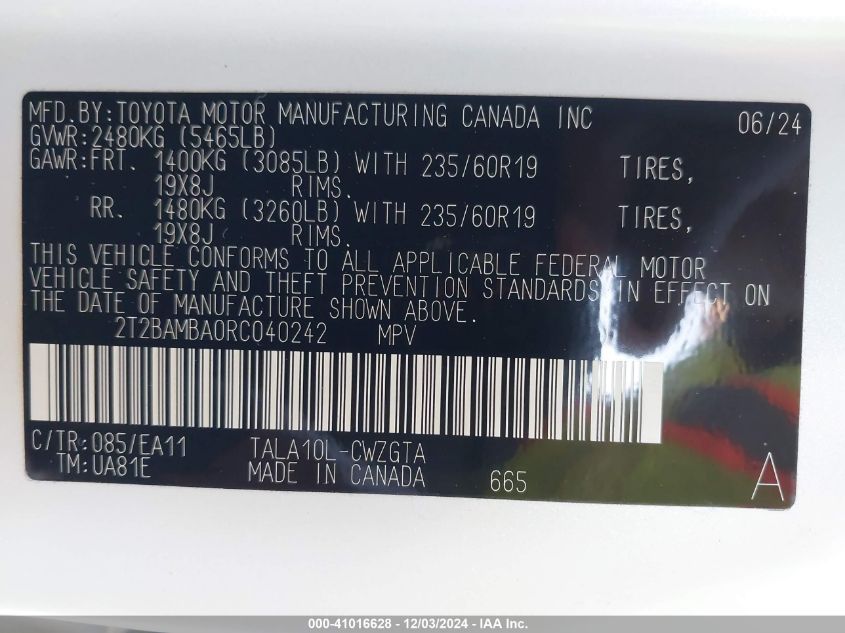 MFD.BY:TOYOTA MOTOR MANUFACTURING CANADA INC 06/24
GVWR:2480KG (5465LB)
GAWR:FRT. 1400KG (3085LB) WITH 235/60R19 TIRES,
19X8J RIMS.
RR. 1480KG (3260LB) WITH 235/60R19 TIRES,
19X8J RIMS.
THIS VEHICLE CONFORMS TO ALL APPLICABLE FEDERAL MOTOR
VEHICLE SAFETY AND THEFT PREVENTION STANDARDS IN EFFECT ON
THE DATE OF MANUFACTURE SHOWN ABOVE.
2T2BAMBA0RC040242 MPV
C/TR:085/EA11 TALA10L-CWZGTA
TM:UA81E MADE IN CANADA 665 A
000-41016628 - 12/03/2024 - IAA Inc.